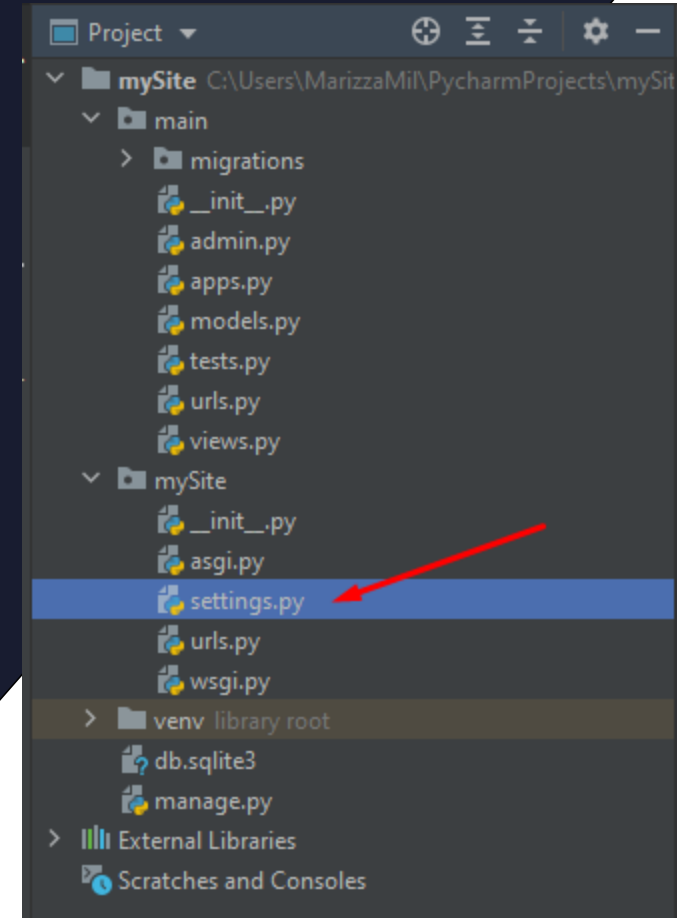 Project
mySite C:\Users\MarizzaMil\PycharmProjects\mySit
main
migrations
__init__.py
admin.py
apps.py
models.py
tests.py
urls.py
views.py
mySite
__init__.py
asgi.py
settings.py
urls.py
wsgi.py
venv library root
db.sqlite3
manage.py
External Libraries
Scratches and Consoles